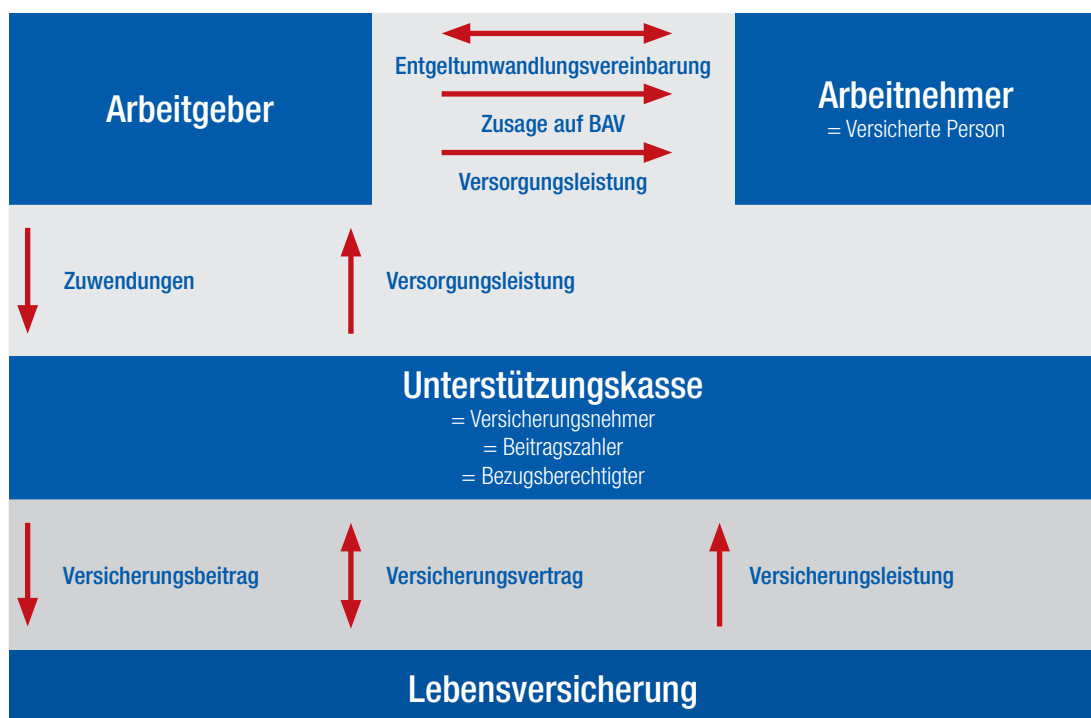 Arbeitgeber
Entgeltumwandlungsvereinbarung
Zusage auf BAV
Versorgungsleistung
Arbeitnehmer
= Versicherte Person
Zuwendungen
Versorgungsleistung
Unterstützungskasse
= Versicherungsnehmer
= Beitragszahler
= Bezugsberechtigter
Versicherungsbeitrag
Versicherungsvertrag
Versicherungsleistung
Lebensversicherung